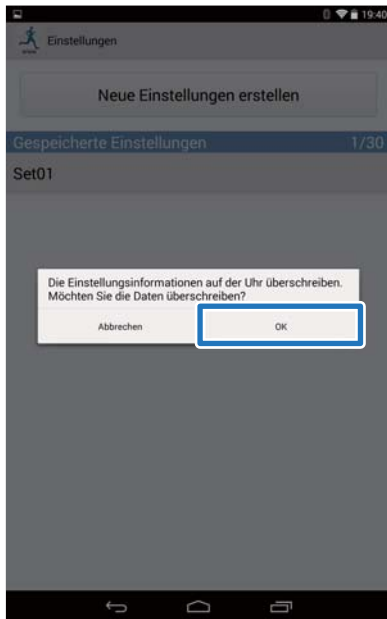 19:40
Einstellungen
Neue Einstellungen erstellen
Gespeicherte Einstellungen 1/30
Set01
Die Einstellungsinformationen auf der Uhr überschreiben.
Möchten Sie die Daten überschreiben?
Abbrechen OK